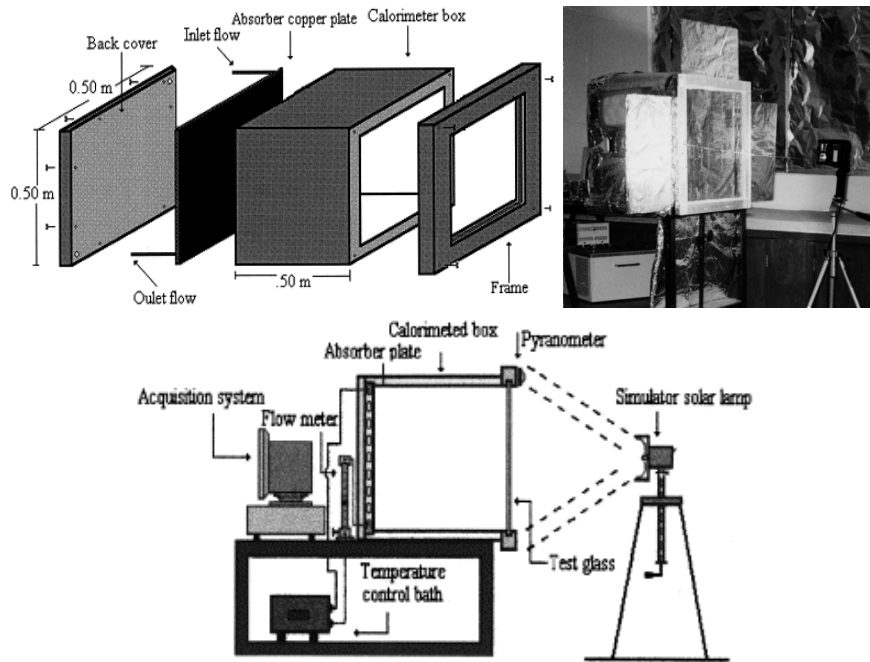 Absorber copper plate
Calorimeter box
Inlet flow
Back cover
0.50 m
0.50 m
.50 m
Oulet flow
Frame
Calorimeted box
Pyranometer
Absorber plate
Simulator solar lamp
Acquisition system
Flow meter
Test glass
Temperature
control bath